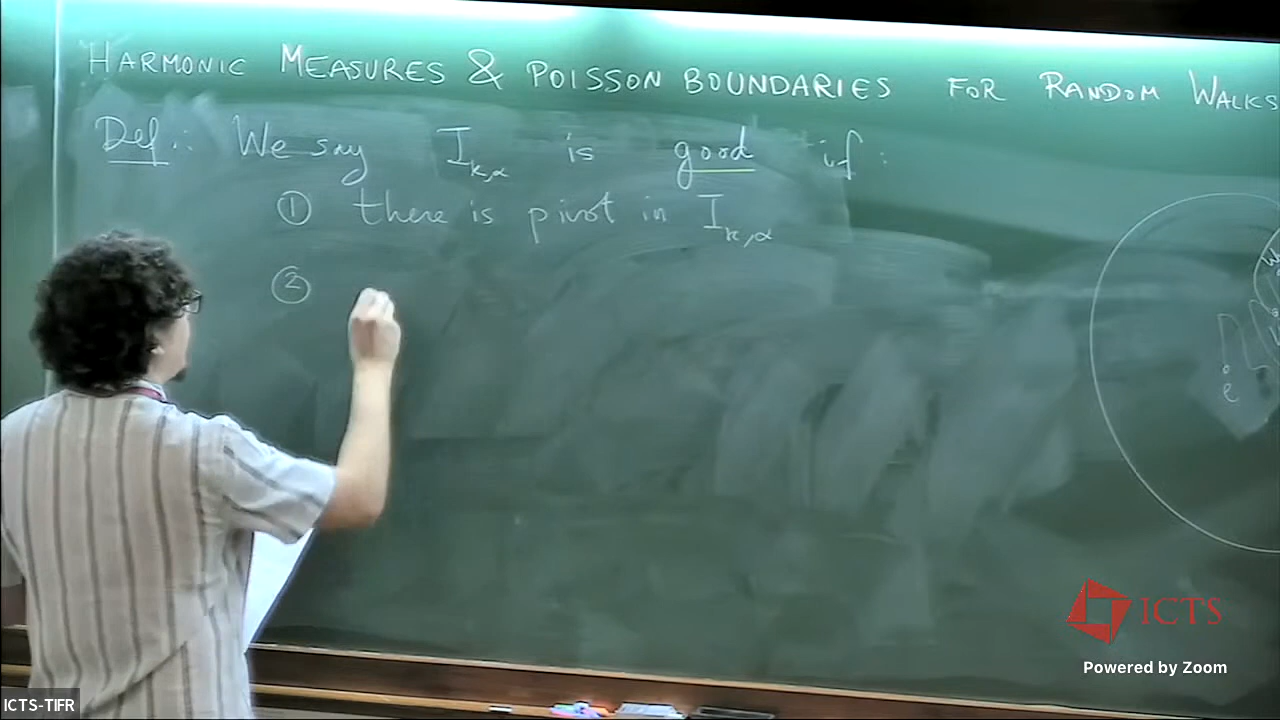 HARMONIC MEASURES & POISSON BOUNDARIES FOR RANDOM WALKS
Def.: We say I_{k,α} is good if :
① there is pivot in I_{k,α}
②
e
ICTS
Powered by Zoom
ICTS-TIFR